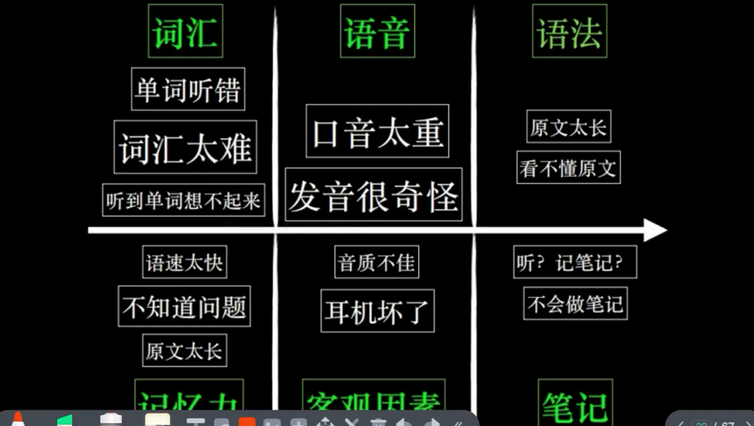 词汇
语音
语法
单词听错
词汇太难
听到单词想不起来
口音太重
发音很奇怪
原文太长
看不懂原文
语速太快
不知道问题
原文太长
音质不佳
耳机坏了
听？记笔记？
不会做笔记
记忆力
客观因素
笔记